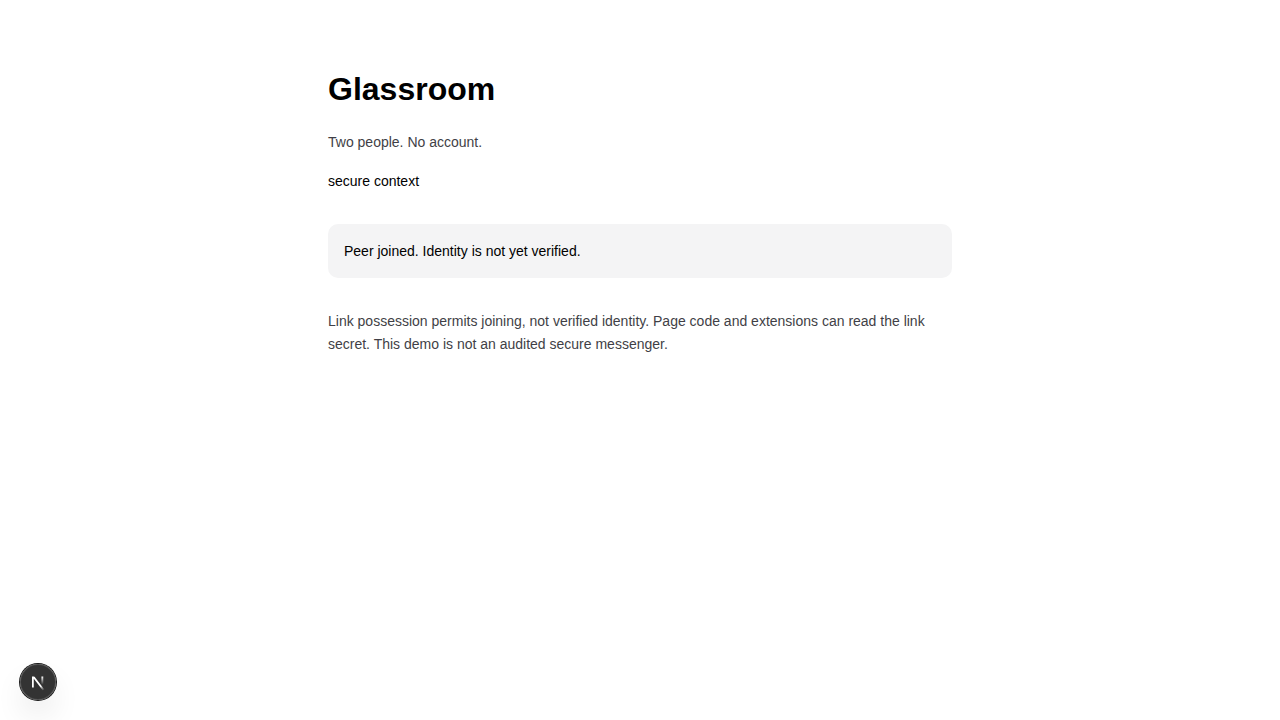 Glassroom
Two people. No account.
secure context
Peer joined. Identity is not yet verified.
Link possession permits joining, not verified identity. Page code and extensions can read the link
secret. This demo is not an audited secure messenger.
N